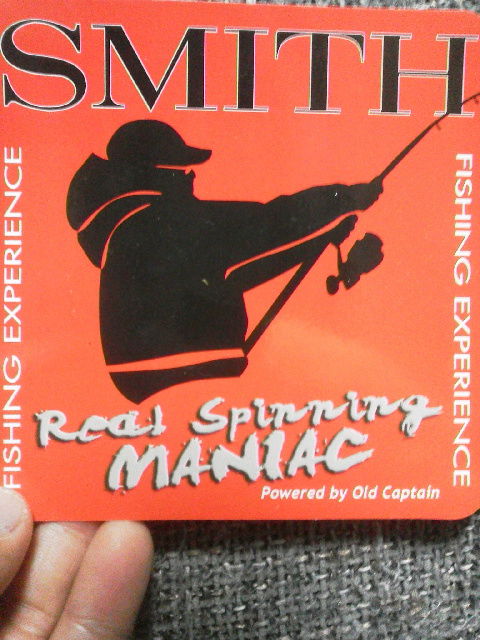 SMITH
FISHING EXPERIENCE
FISHING EXPERIENCE
Real Spinning
MANIAC
Powered by Old Captain